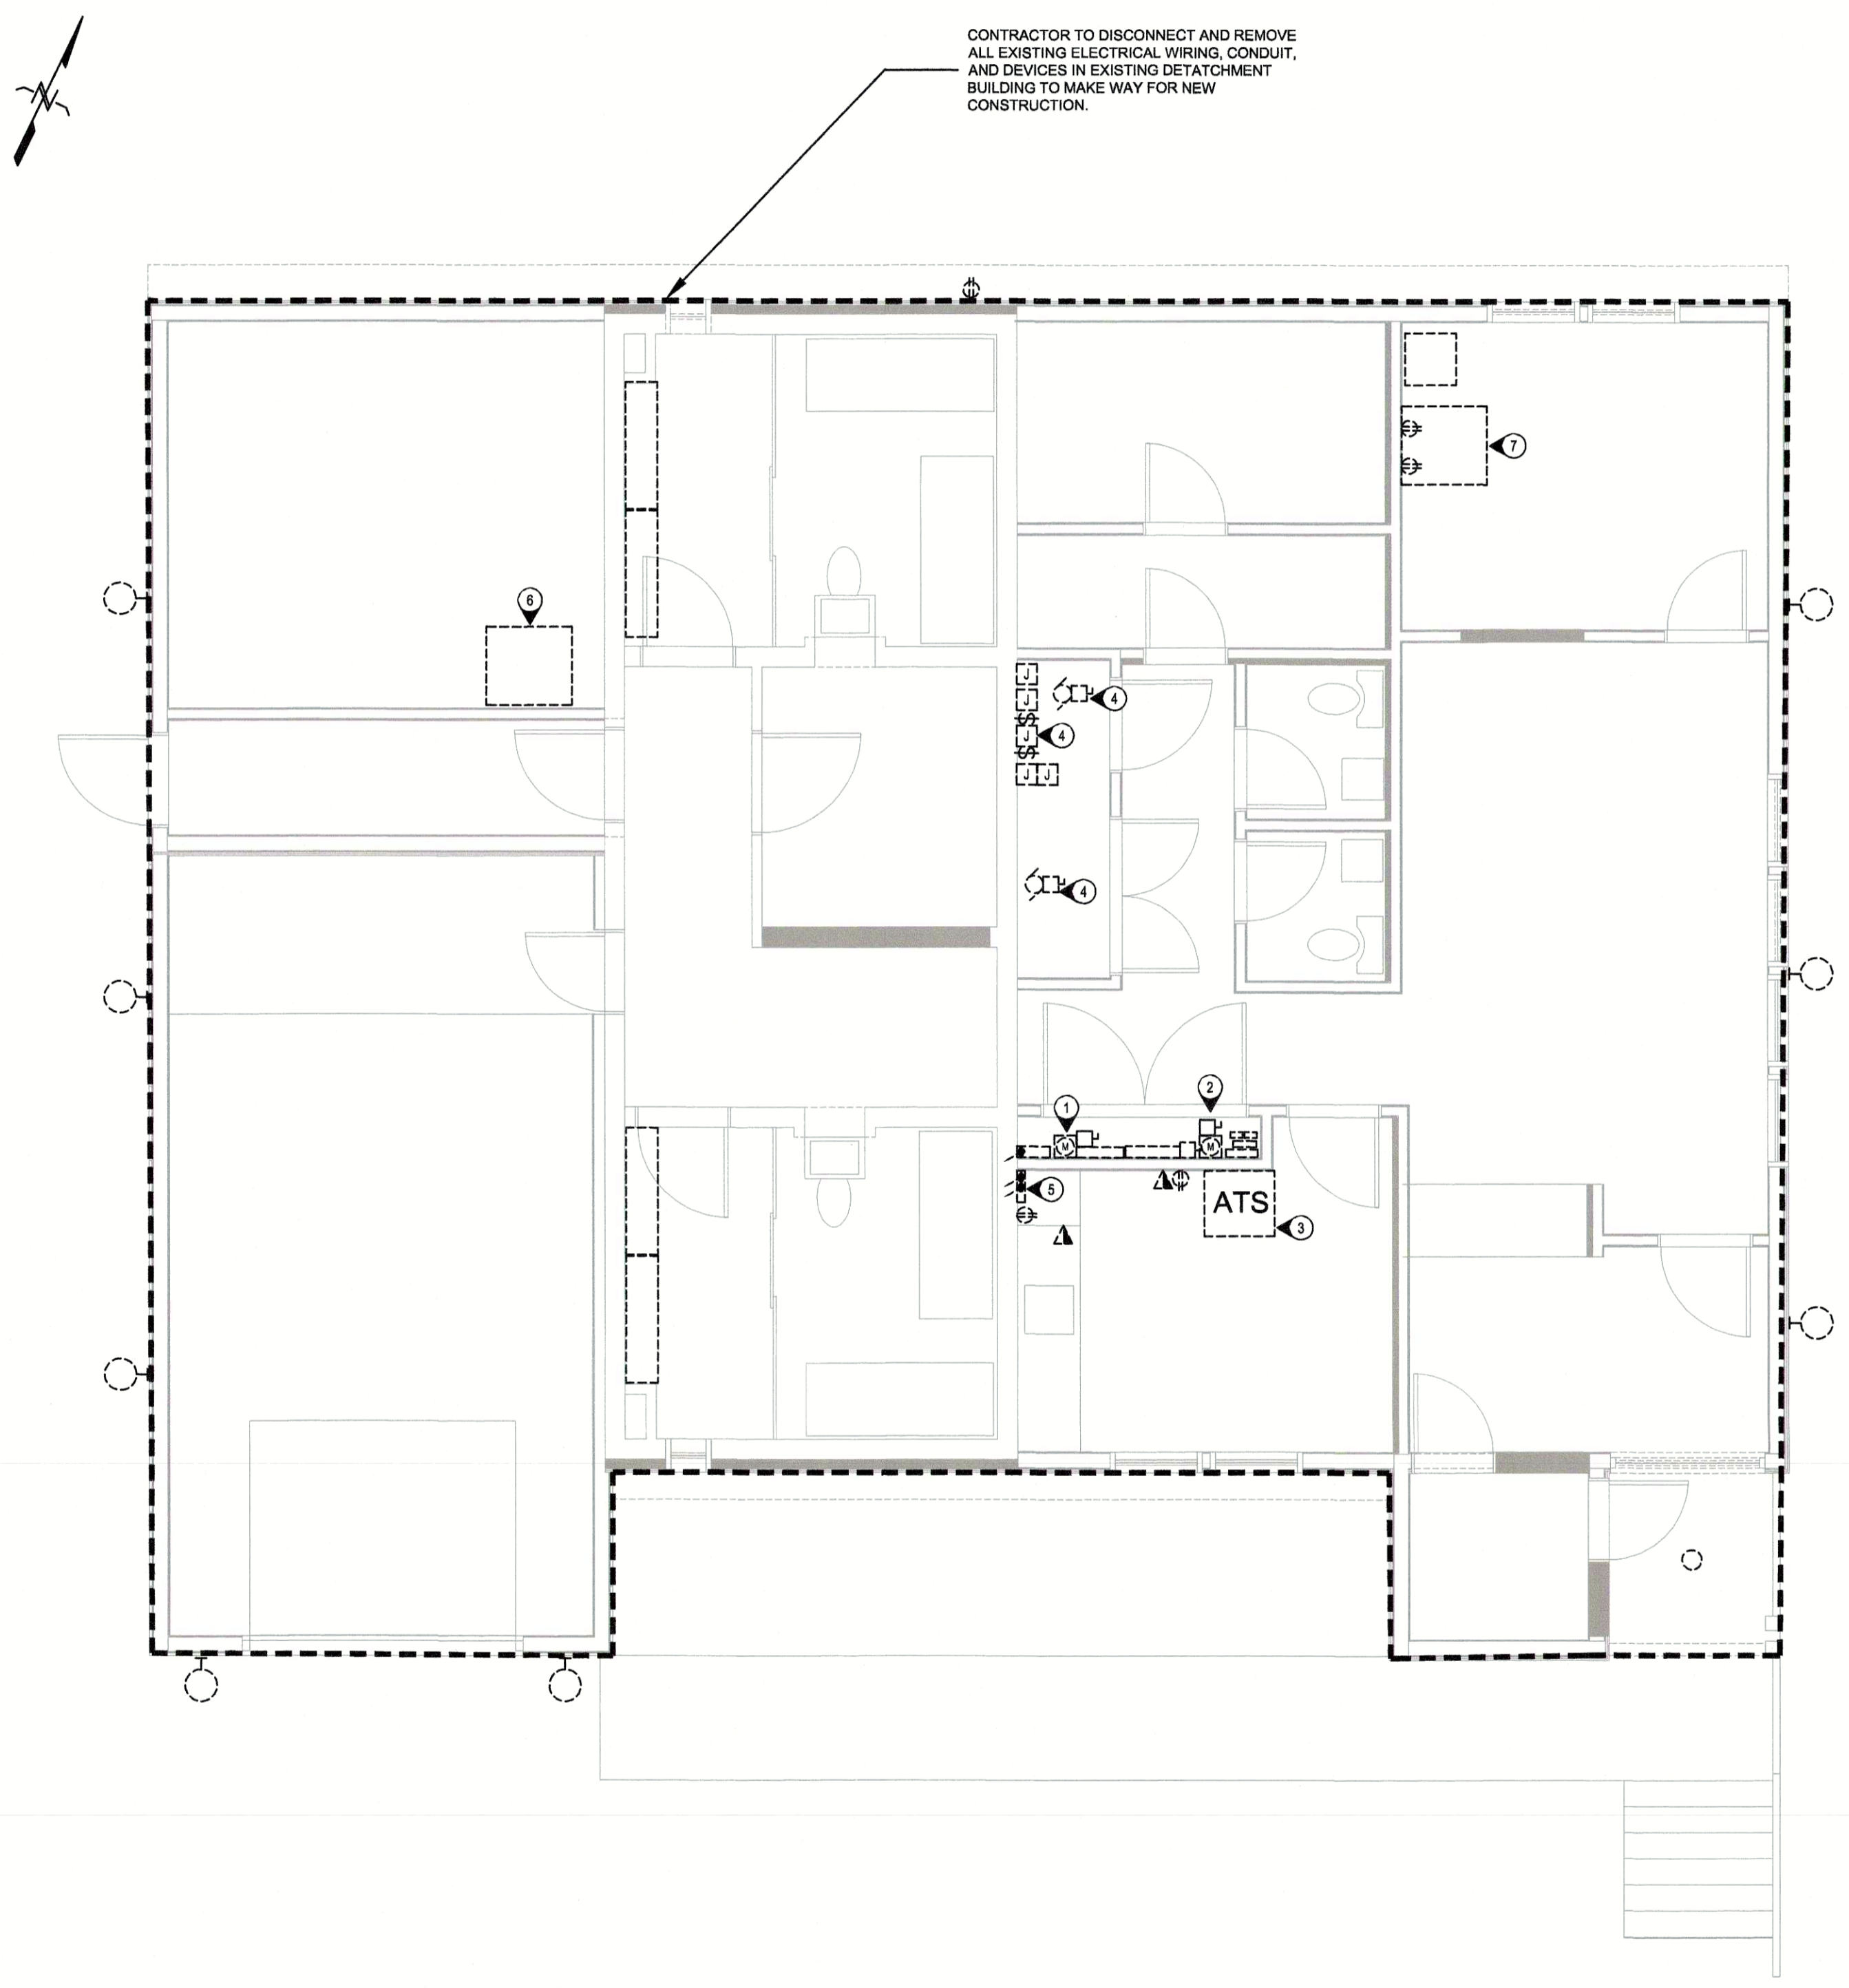 N
CONTRACTOR TO DISCONNECT AND REMOVE
ALL EXISTING ELECTRICAL WIRING, CONDUIT,
AND DEVICES IN EXISTING DETATCHMENT
BUILDING TO MAKE WAY FOR NEW
CONSTRUCTION.
7
6
J
4
J
$
J
4
$
J J
4
2
1
M
M
5
ATS
3